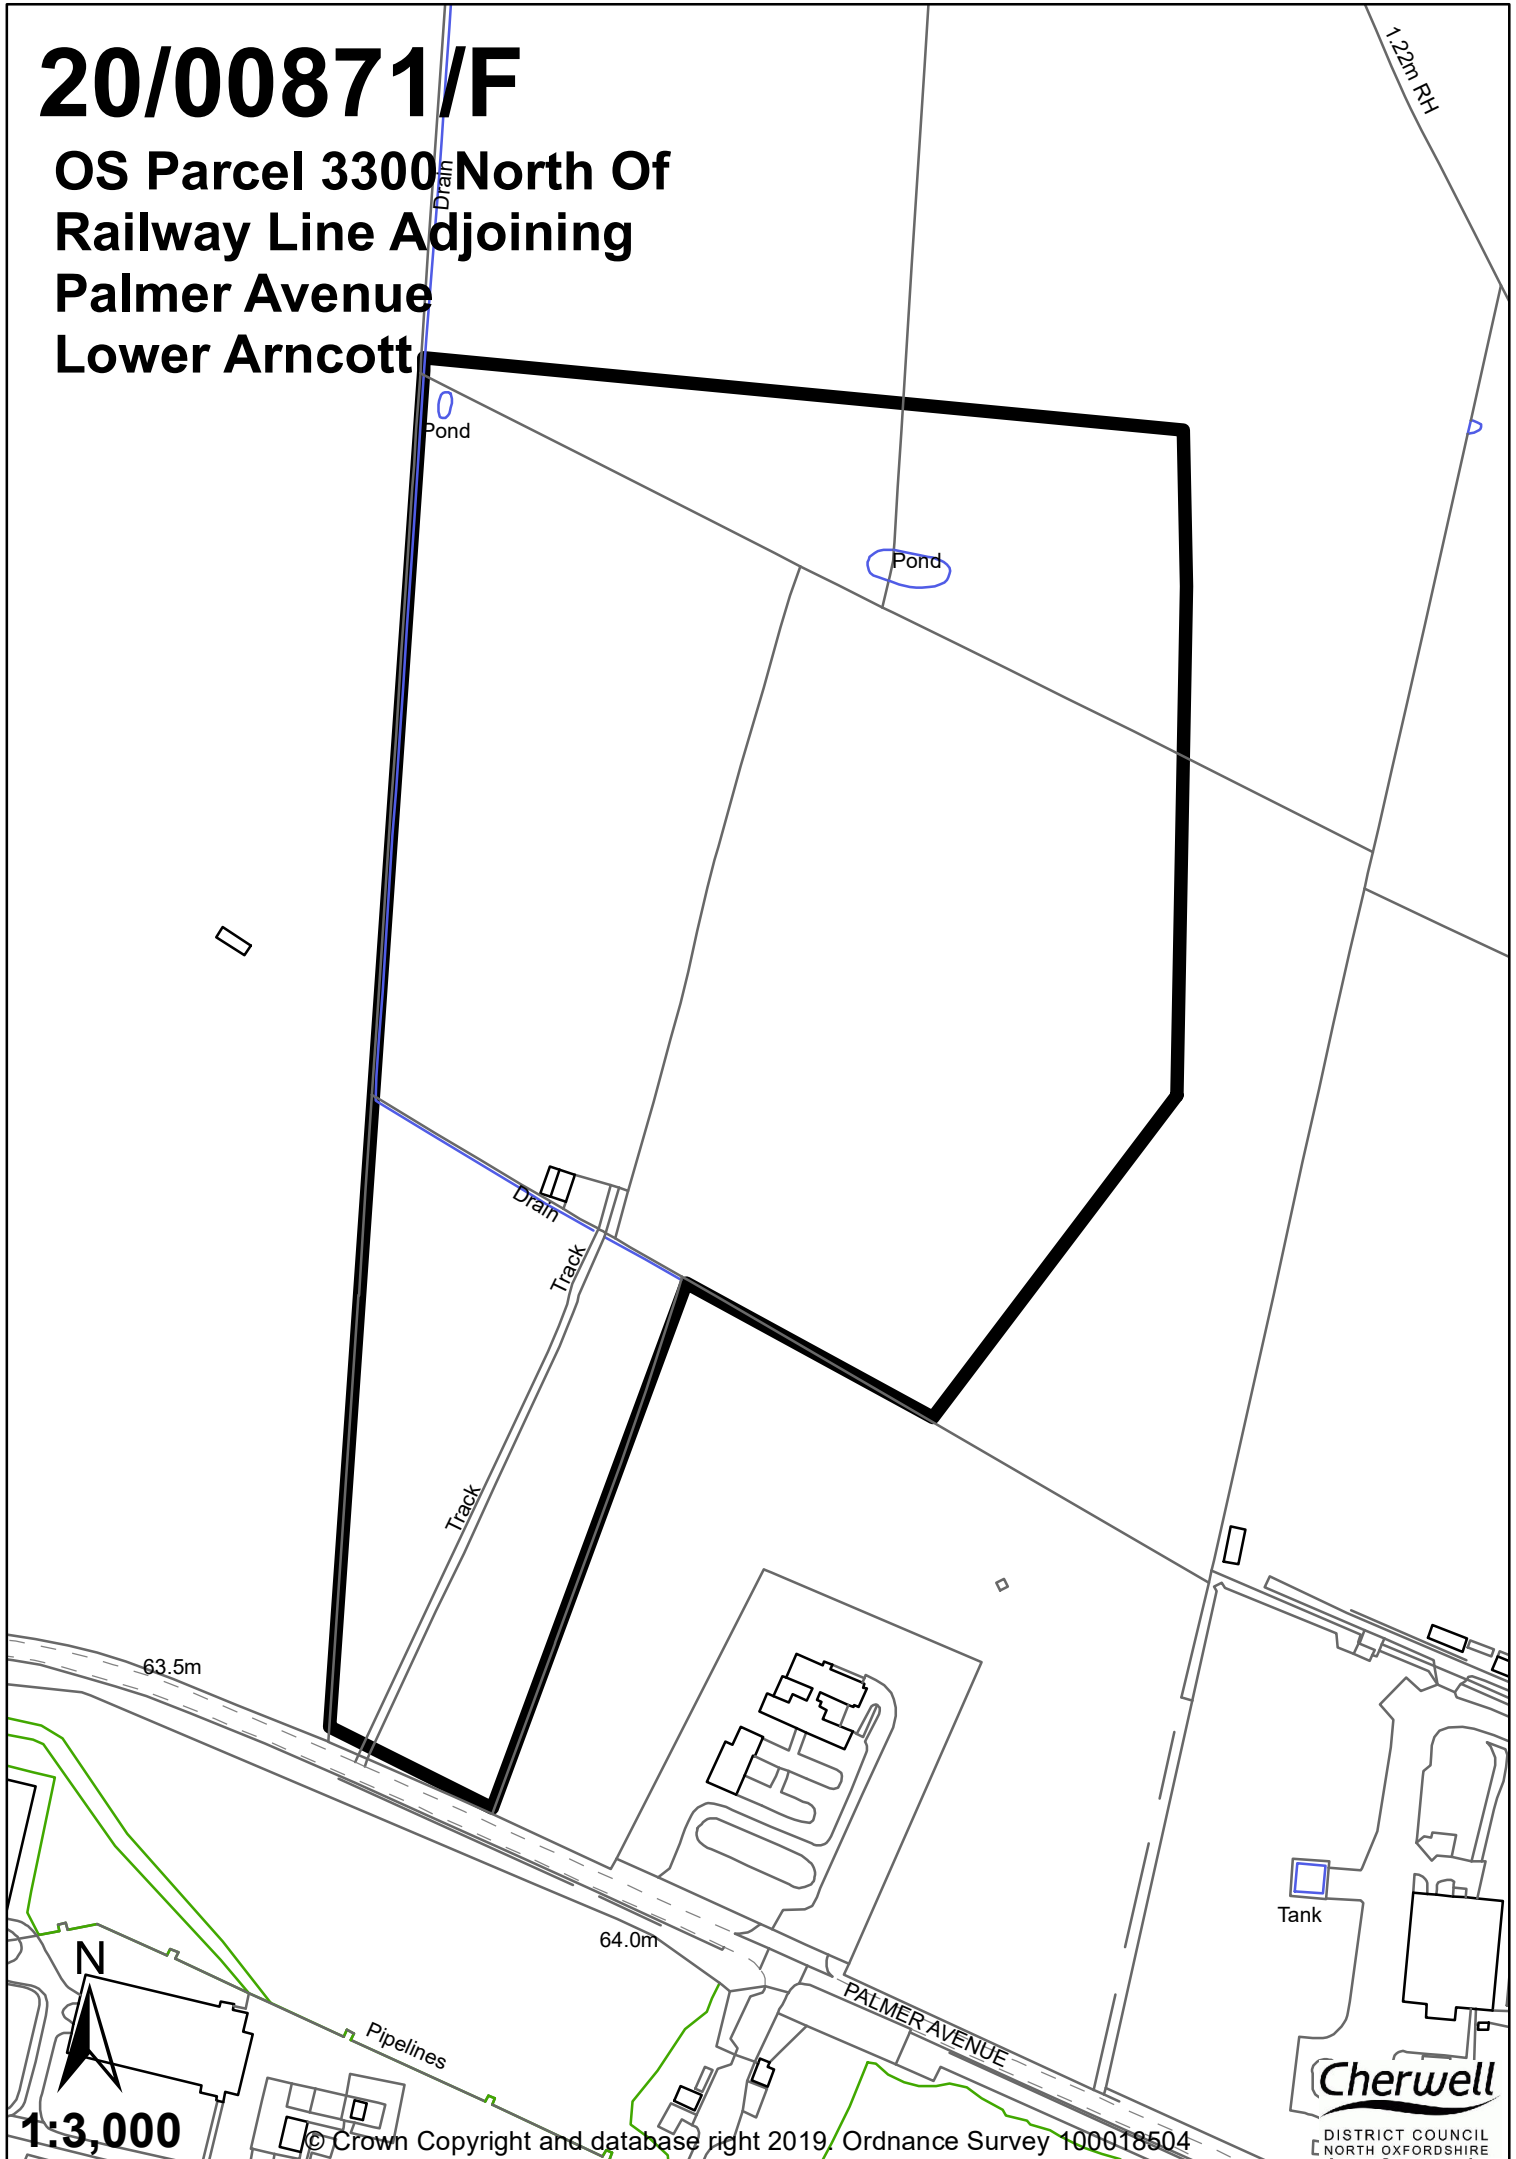 20/00871/F
OS Parcel 3300 North Of
Railway Line Adjoining
Palmer Avenue
Lower Arncott
1.22m RH
Drain
Pond
Pond
Drain
Track
Track
63.5m
64.0m
Tank
PALMER AVENUE
Pipelines
N
1:3,000
© Crown Copyright and database right 2019. Ordnance Survey 100018504
Cherwell
DISTRICT COUNCIL
NORTH OXFORDSHIRE